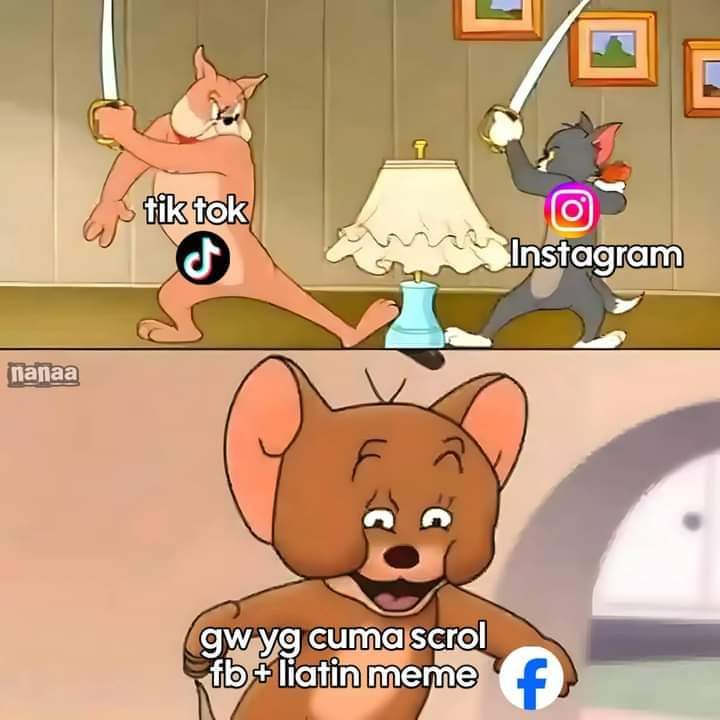 tik tok
Instagram
nanaa
gw yg cuma scrol
fb + liatin meme